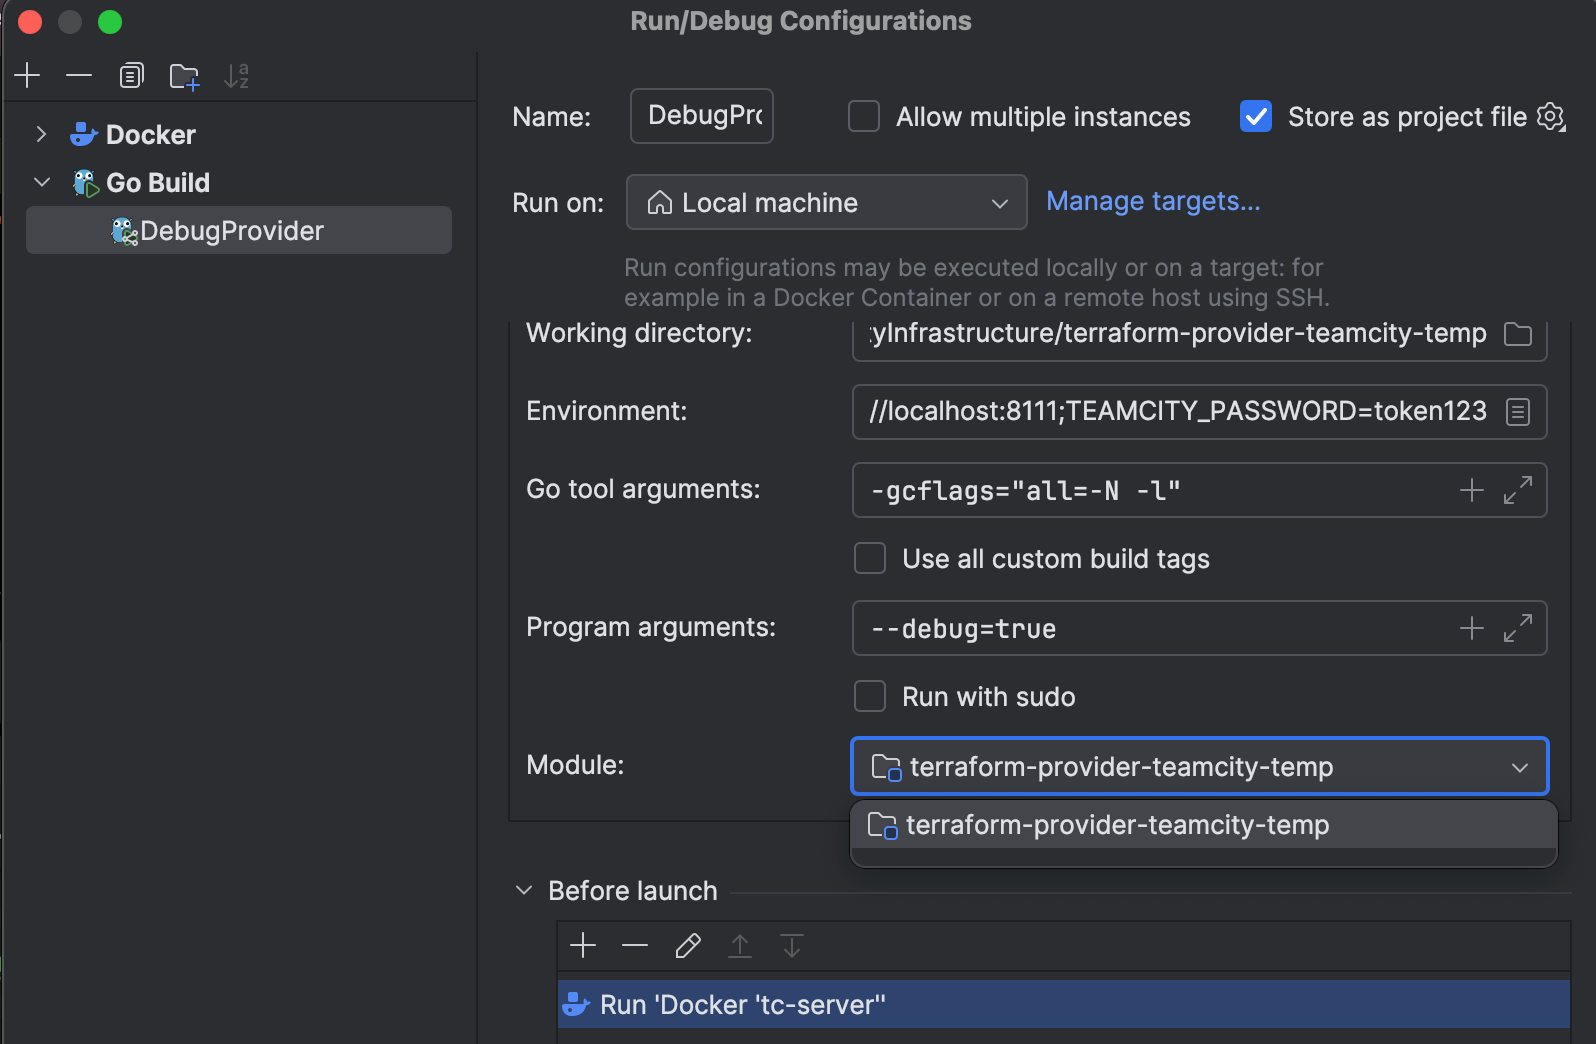 Run/Debug Configurations
Docker
Go Build
DebugProvider
Name:
DebugPro
Allow multiple instances
Store as project file
Run on:
Local machine
Manage targets...
Run configurations may be executed locally or on a target: for
example in a Docker Container or on a remote host using SSH.
Working directory:
tyInfrastructure/terraform-provider-teamcity-temp
Environment:
//localhost:8111;TEAMCITY_PASSWORD=token123
Go tool arguments:
-gcflags="all=-N -l"
Use all custom build tags
Program arguments:
--debug=true
Run with sudo
Module:
terraform-provider-teamcity-temp
terraform-provider-teamcity-temp
Before launch
Run 'Docker 'tc-server''